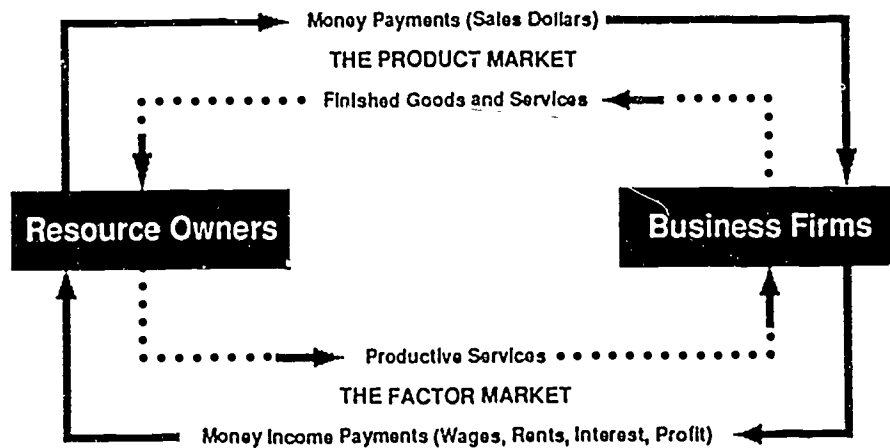 Money Payments (Sales Dollars)
THE PRODUCT MARKET
Finished Goods and Services
Resource Owners
Business Firms
Productive Services
THE FACTOR MARKET
Money Income Payments (Wages, Rents, Interest, Profit)